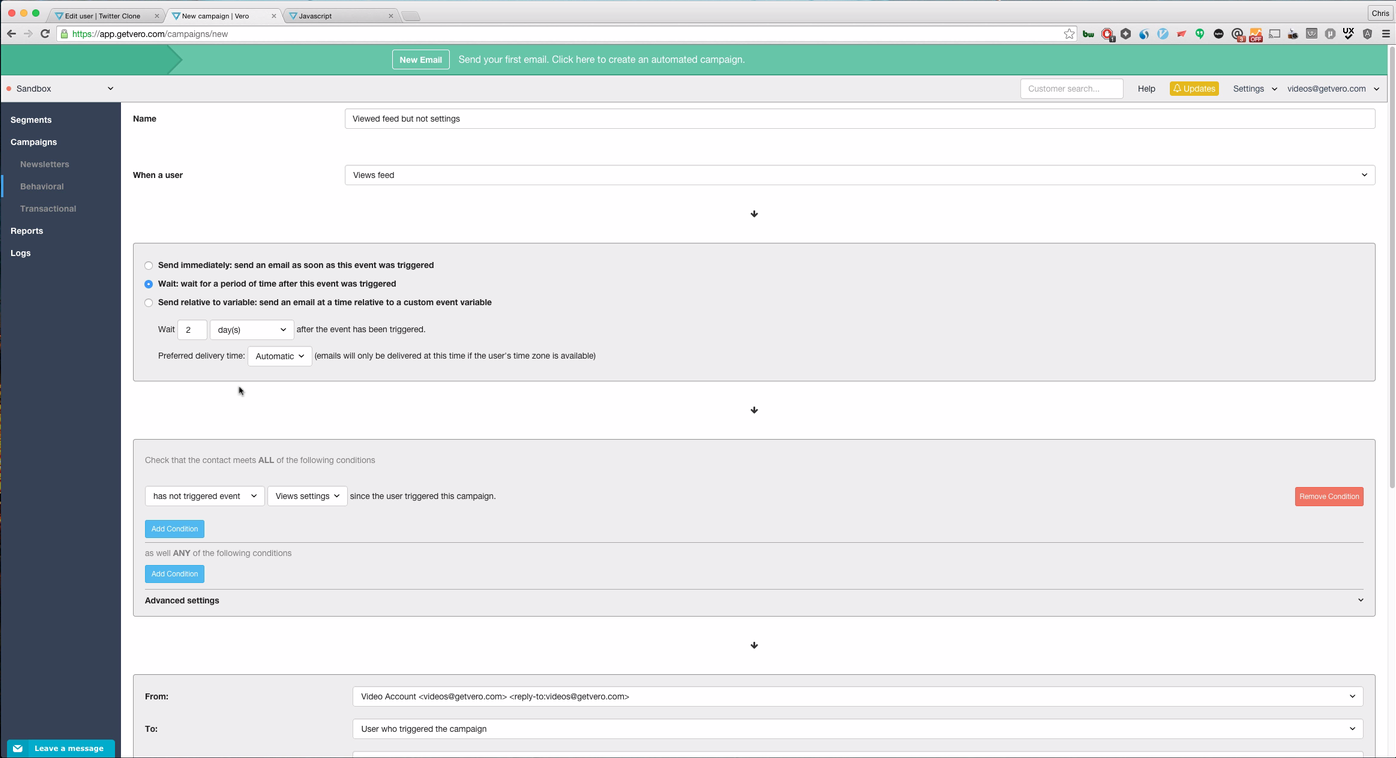 Edit user | Twitter Clone
New campaign | Vero
Javascript
Chris
https://app.getvero.com/campaigns/new
New Email
Send your first email. Click here to create an automated campaign.
Sandbox
Customer search...
Help
Updates
Settings
videos@getvero.com
Segments
Campaigns
Newsletters
Behavioral
Transactional
Reports
Logs
Name
Viewed feed but not settings
When a user
Views feed
Send immediately: send an email as soon as this event was triggered
Wait: wait for a period of time after this event was triggered
Send relative to variable: send an email at a time relative to a custom event variable
Wait 2 day(s) after the event has been triggered.
Preferred delivery time: Automatic (emails will only be delivered at this time if the user's time zone is available)
Check that the contact meets ALL of the following conditions
has not triggered event Views settings since the user triggered this campaign.
Remove Condition
Add Condition
as well ANY of the following conditions
Add Condition
Advanced settings
From:
Video Account <videos@getvero.com> <reply-to:videos@getvero.com>
To:
User who triggered the campaign
Leave a message